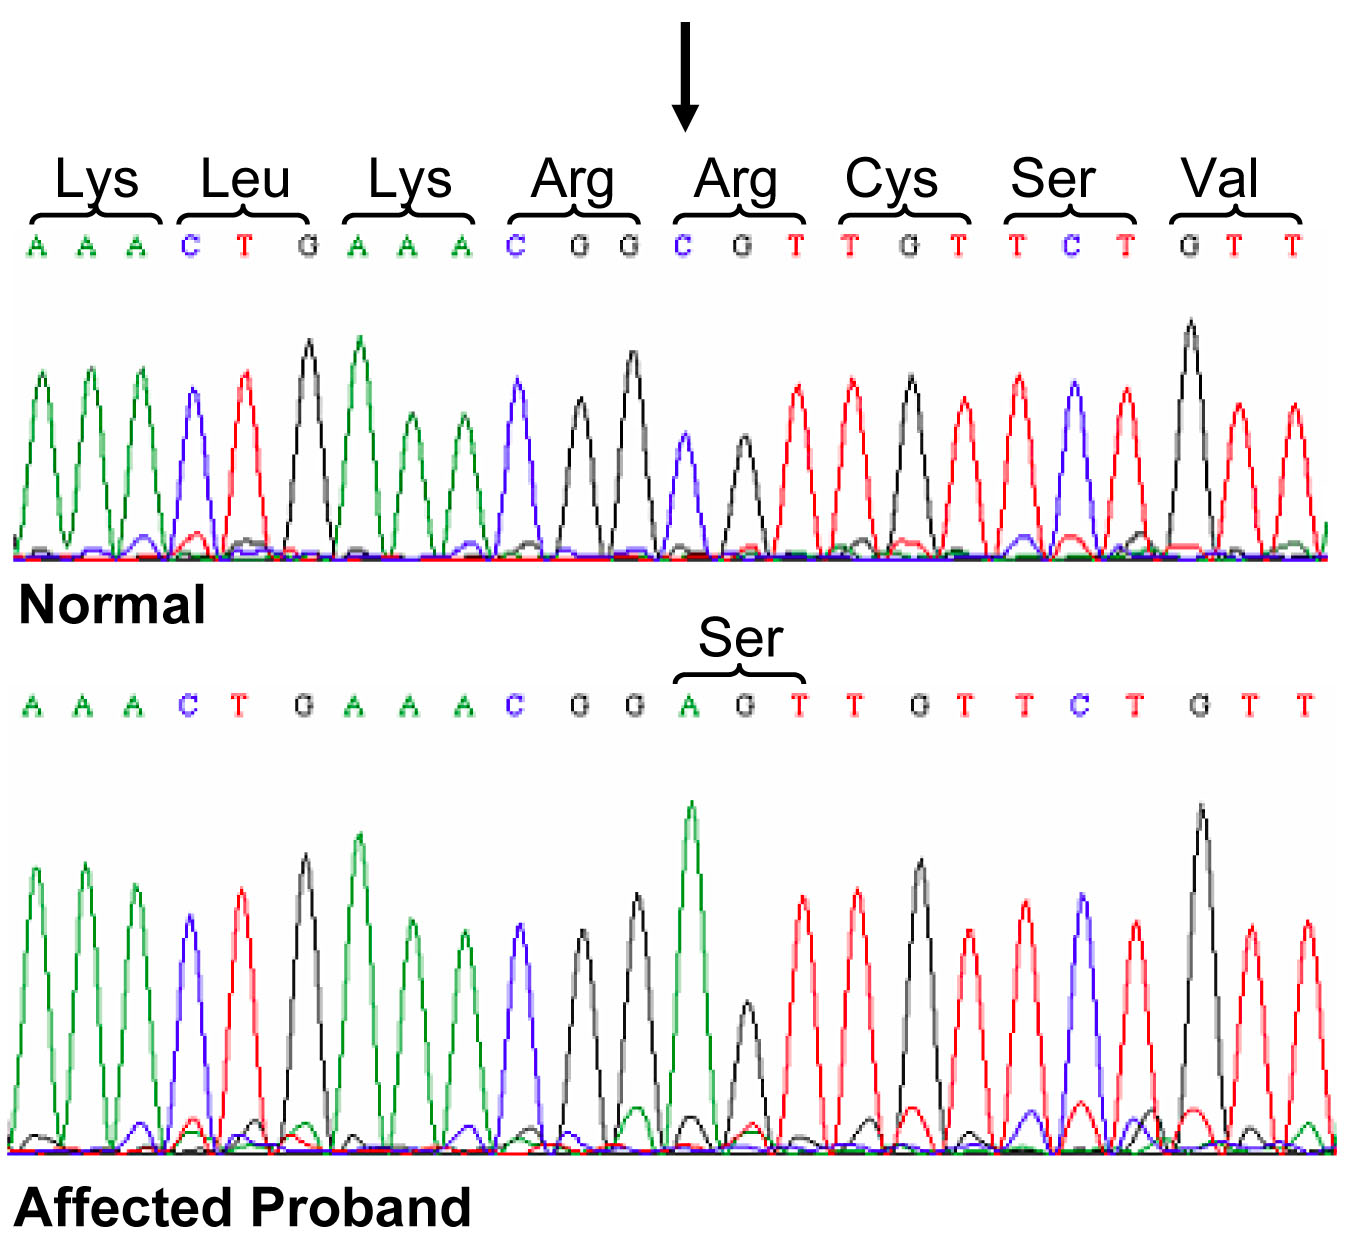 Lys Leu Lys Arg Arg Cys Ser Val
A A A C T G A A A C G G C G T T G T T C T G T T
Normal
Ser
A A A C T G A A A C G G A G T T G T T C T G T T
Affected Proband